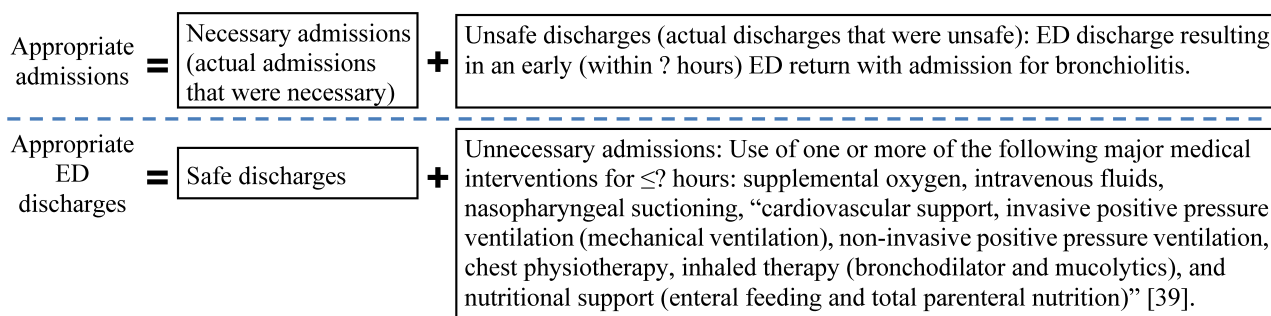 Appropriate
admissions
=
Necessary admissions
(actual admissions
that were necessary)
+
Unsafe discharges (actual discharges that were unsafe): ED discharge resulting
in an early (within ? hours) ED return with admission for bronchiolitis.
Appropriate
ED
discharges
=
Safe discharges
+
Unnecessary admissions: Use of one or more of the following major medical
interventions for ≤? hours: supplemental oxygen, intravenous fluids,
nasopharyngeal suctioning, “cardiovascular support, invasive positive pressure
ventilation (mechanical ventilation), non-invasive positive pressure ventilation,
chest physiotherapy, inhaled therapy (bronchodilator and mucolytics), and
nutritional support (enteral feeding and total parenteral nutrition)” [39].